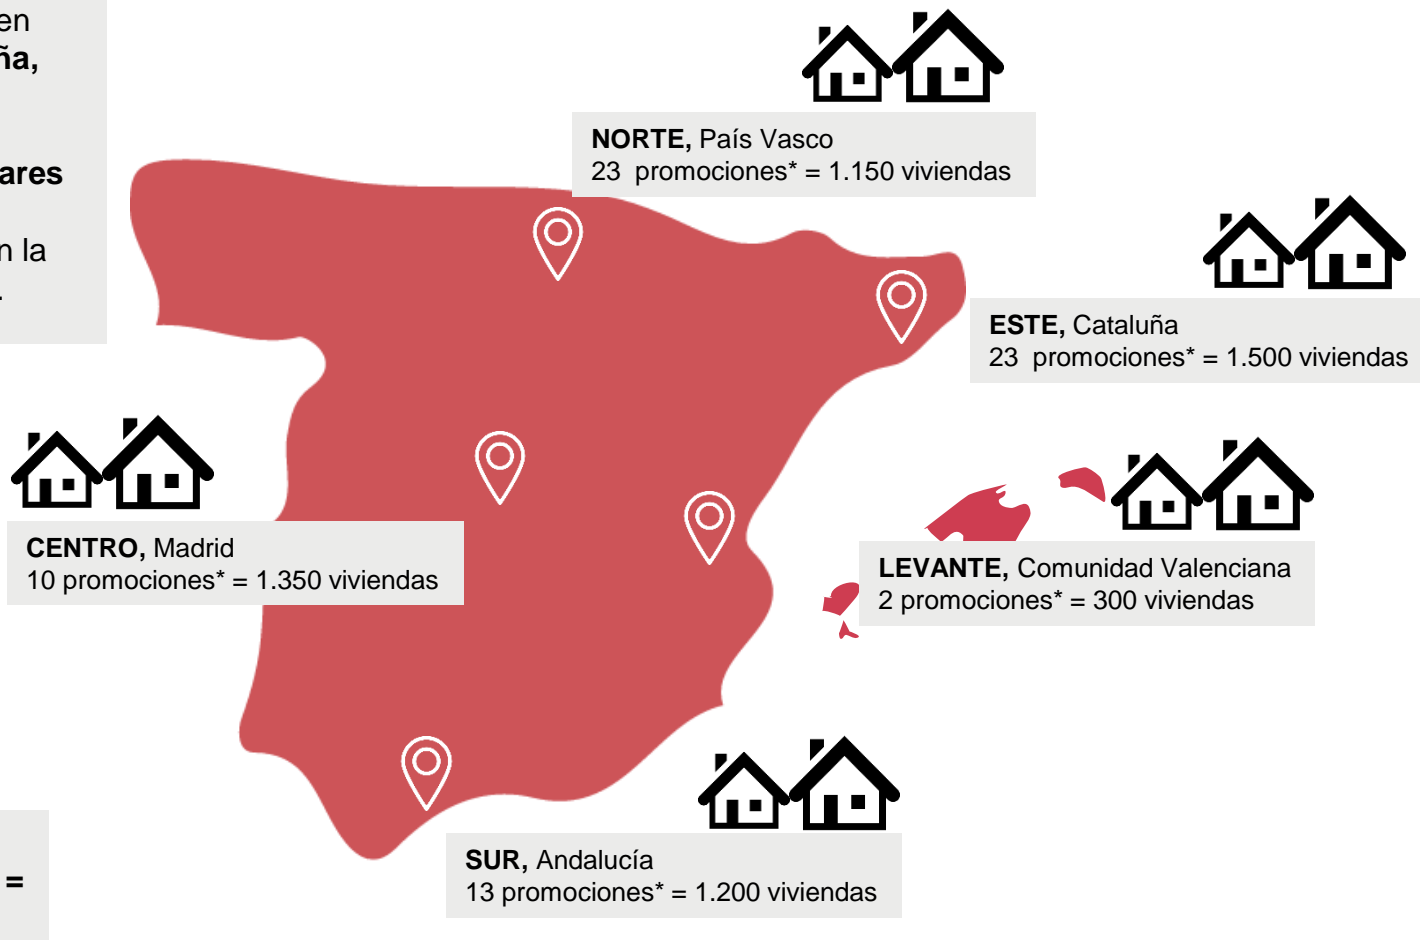 en
ña,
ares
n la
.
NORTE, País Vasco
23 promociones* = 1.150 viviendas
ESTE, Cataluña
23 promociones* = 1.500 viviendas
CENTRO, Madrid
10 promociones* = 1.350 viviendas
LEVANTE, Comunidad Valenciana
2 promociones* = 300 viviendas
SUR, Andalucía
13 promociones* = 1.200 viviendas
=